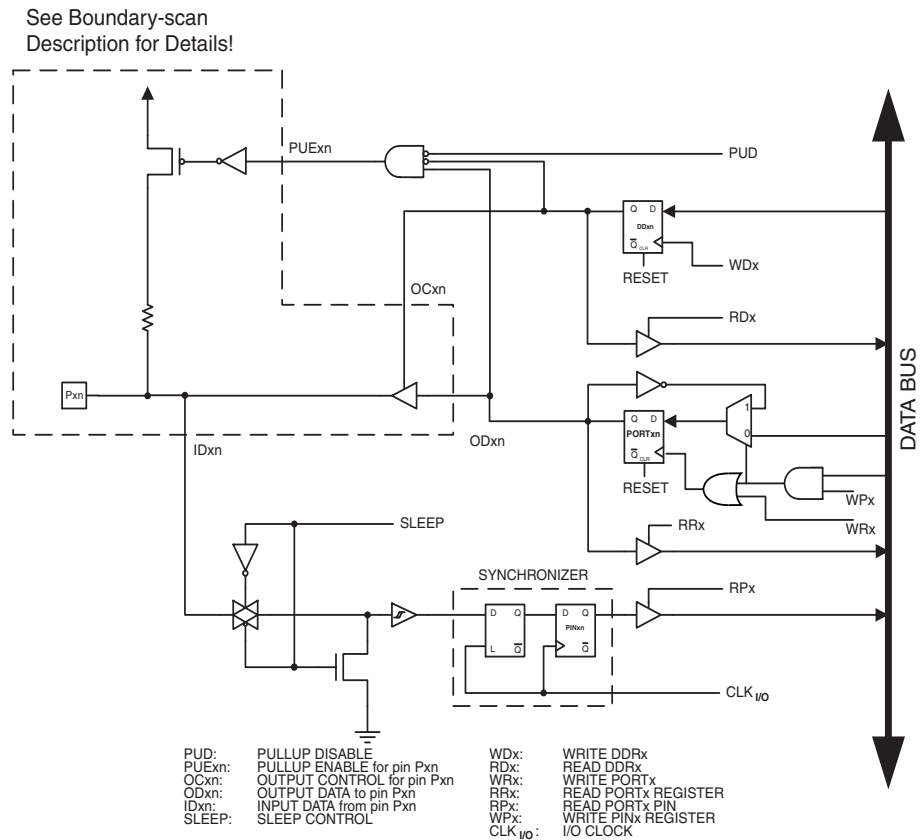 See Boundary-scan
Description for Details!
PUExn
PUD
Q D
DDxn
Q CLR
WDx
RESET
OCxn
RDx
Pxn
1
Q D
PORTxn
0
Q CLR
ODxn
IDxn
RESET
WPx
WRx
SLEEP
RRx
SYNCHRONIZER
RPx
D Q
L Q
D Q
PINxn
Q
CLK I/O
DATA BUS
PUD: PULLUP DISABLE
PUExn: PULLUP ENABLE for pin Pxn
OCxn: OUTPUT CONTROL for pin Pxn
ODxn: OUTPUT DATA to pin Pxn
IDxn: INPUT DATA from pin Pxn
SLEEP: SLEEP CONTROL
WDx: WRITE DDRx
RDx: READ DDRx
WRx: WRITE PORTx
RRx: READ PORTx REGISTER
RPx: READ PORTx PIN
WPx: WRITE PINx REGISTER
CLK I/O: I/O CLOCK